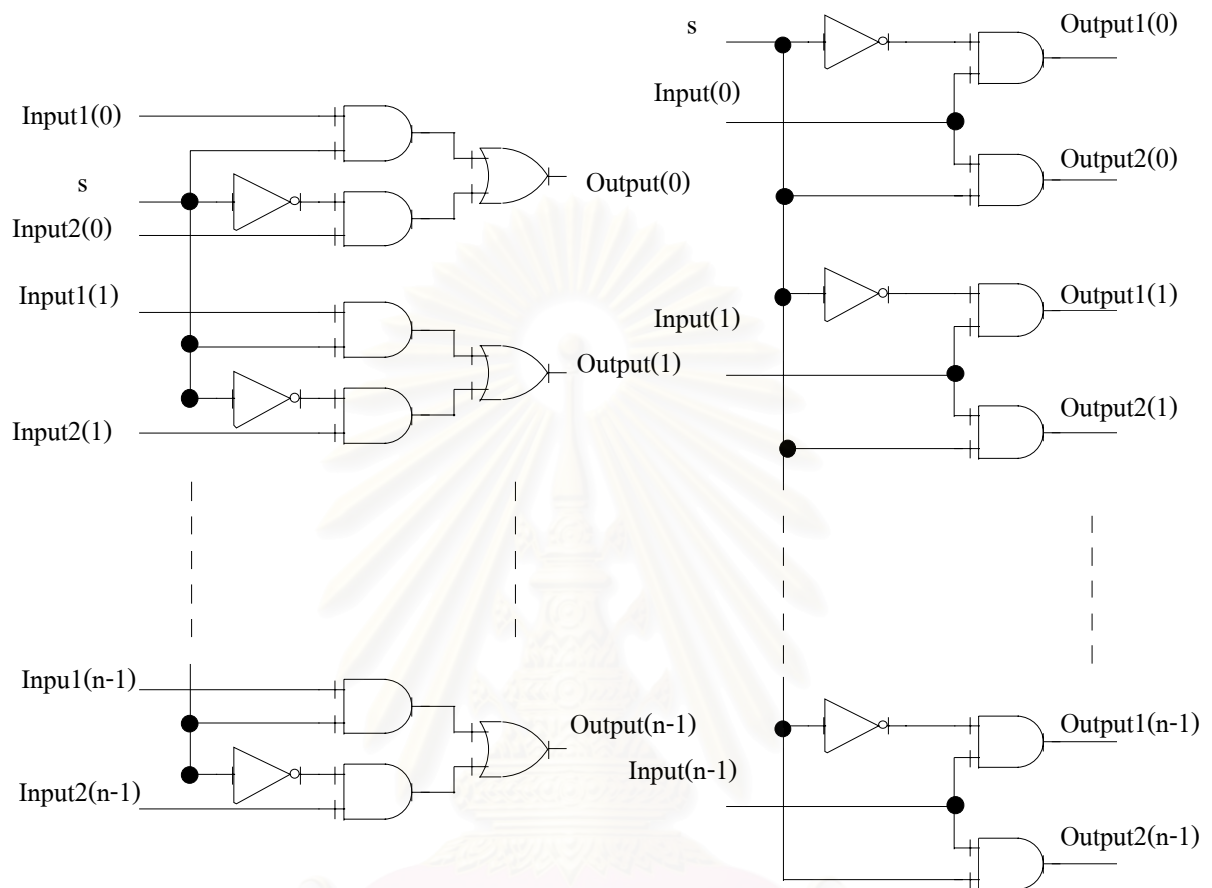 Input1(0)
s
Input2(0)
Output(0)
Input1(1)
Input2(1)
Output(1)
Inpu1(n-1)
Input2(n-1)
Output(n-1)
s
Input(0)
Output1(0)
Output2(0)
Input(1)
Output1(1)
Output2(1)
Input(n-1)
Output1(n-1)
Output2(n-1)